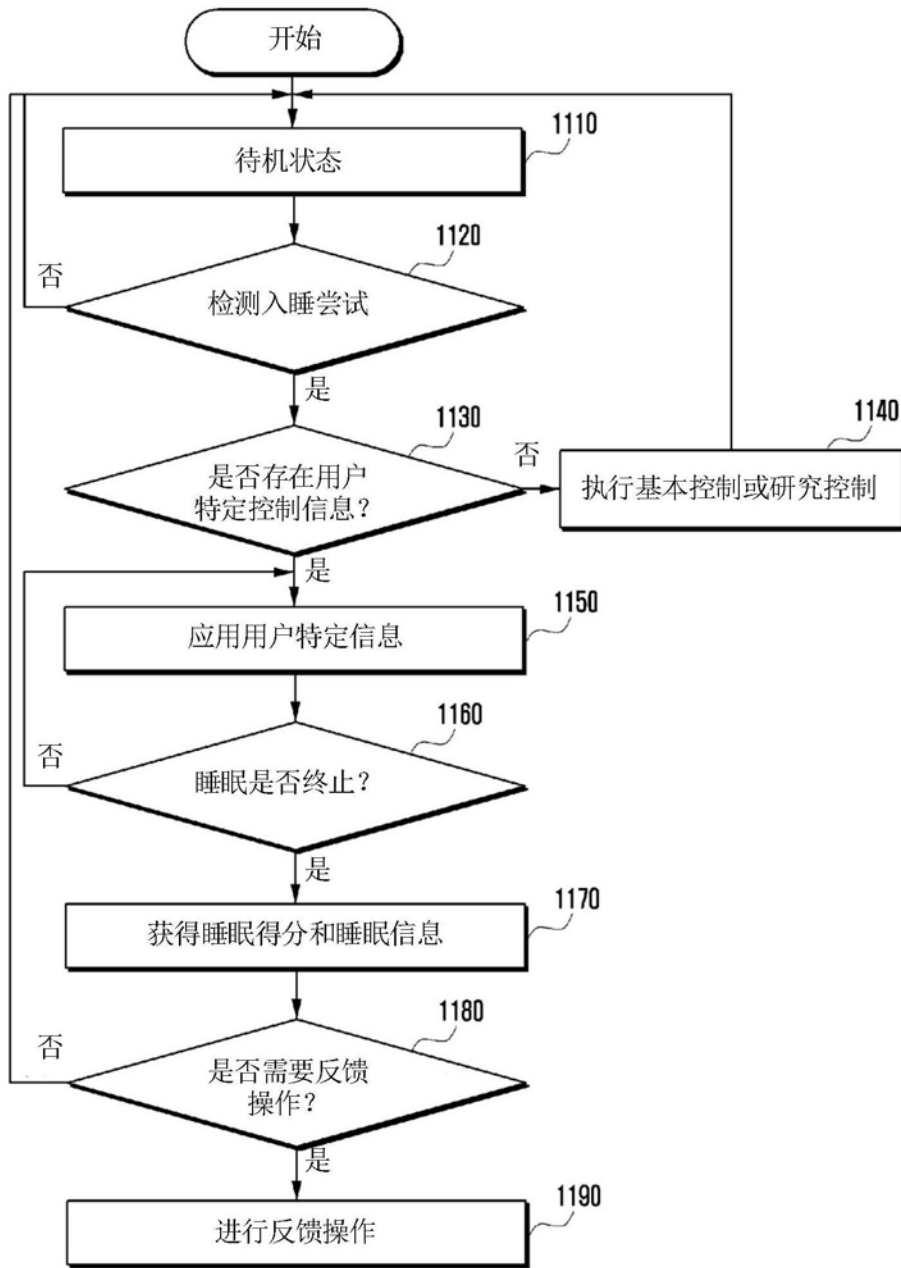 开始
1110
待机状态
1120
否
检测入睡尝试
是
1130
1140
否
是否存在用户
特定控制信息？
执行基本控制或研究控制
是
1150
应用用户特定信息
1160
否
睡眠是否终止？
是
1170
获得睡眠得分和睡眠信息
1180
否
是否需要反馈
操作？
是
1190
进行反馈操作